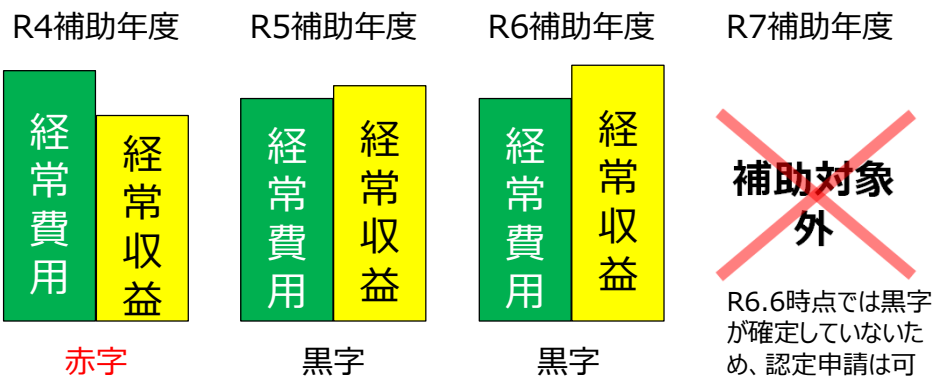 R4補助年度
R5補助年度
R6補助年度
R7補助年度
経常費用
経常収益
経常費用
経常収益
経常費用
経常収益
補助対象
外
赤字
黒字
黒字
R6.6時点では黒字
が確定していないた
め、認定申請は可